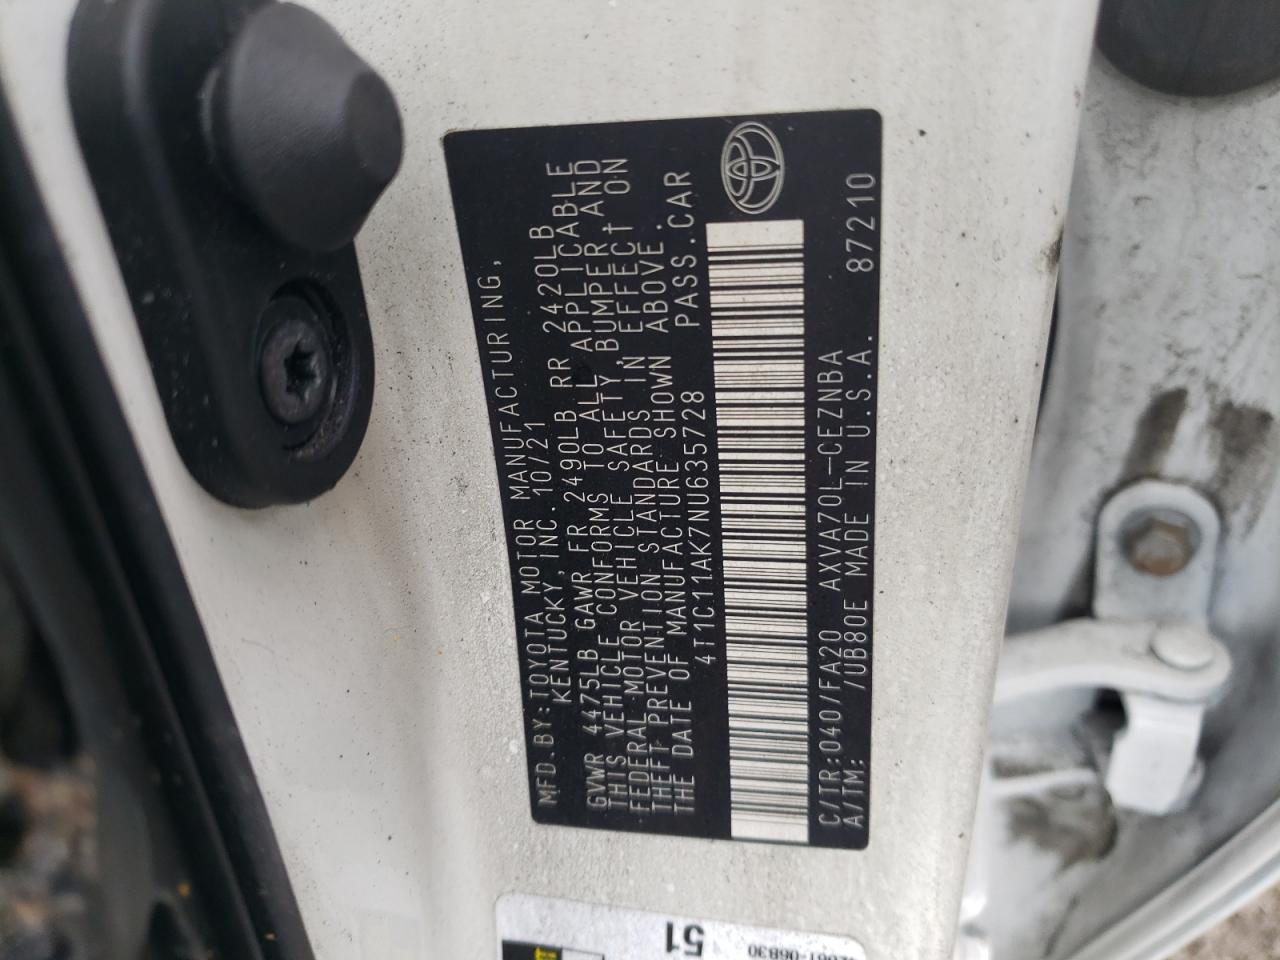 MFD.BY:TOYOTA MOTOR MANUFACTURING,
KENTUCKY, INC. 10/21
GVWR 4475LB GAWR FR 2490LB RR 2420LB
THIS VEHICLE CONFORMS TO ALL APPLICABLE
FEDERAL MOTOR VEHICLE SAFETY, BUMPER, AND
THEFT PREVENTION STANDARDS IN EFFECT ON
THE DATE OF MANUFACTURE SHOWN ABOVE.
4T1C11AK7NU635728 PASS.CAR
C/TR:040/FA20 AXVA70L-CEZNBA
A/TM: /UB80E MADE IN U.S.A. 87210
51